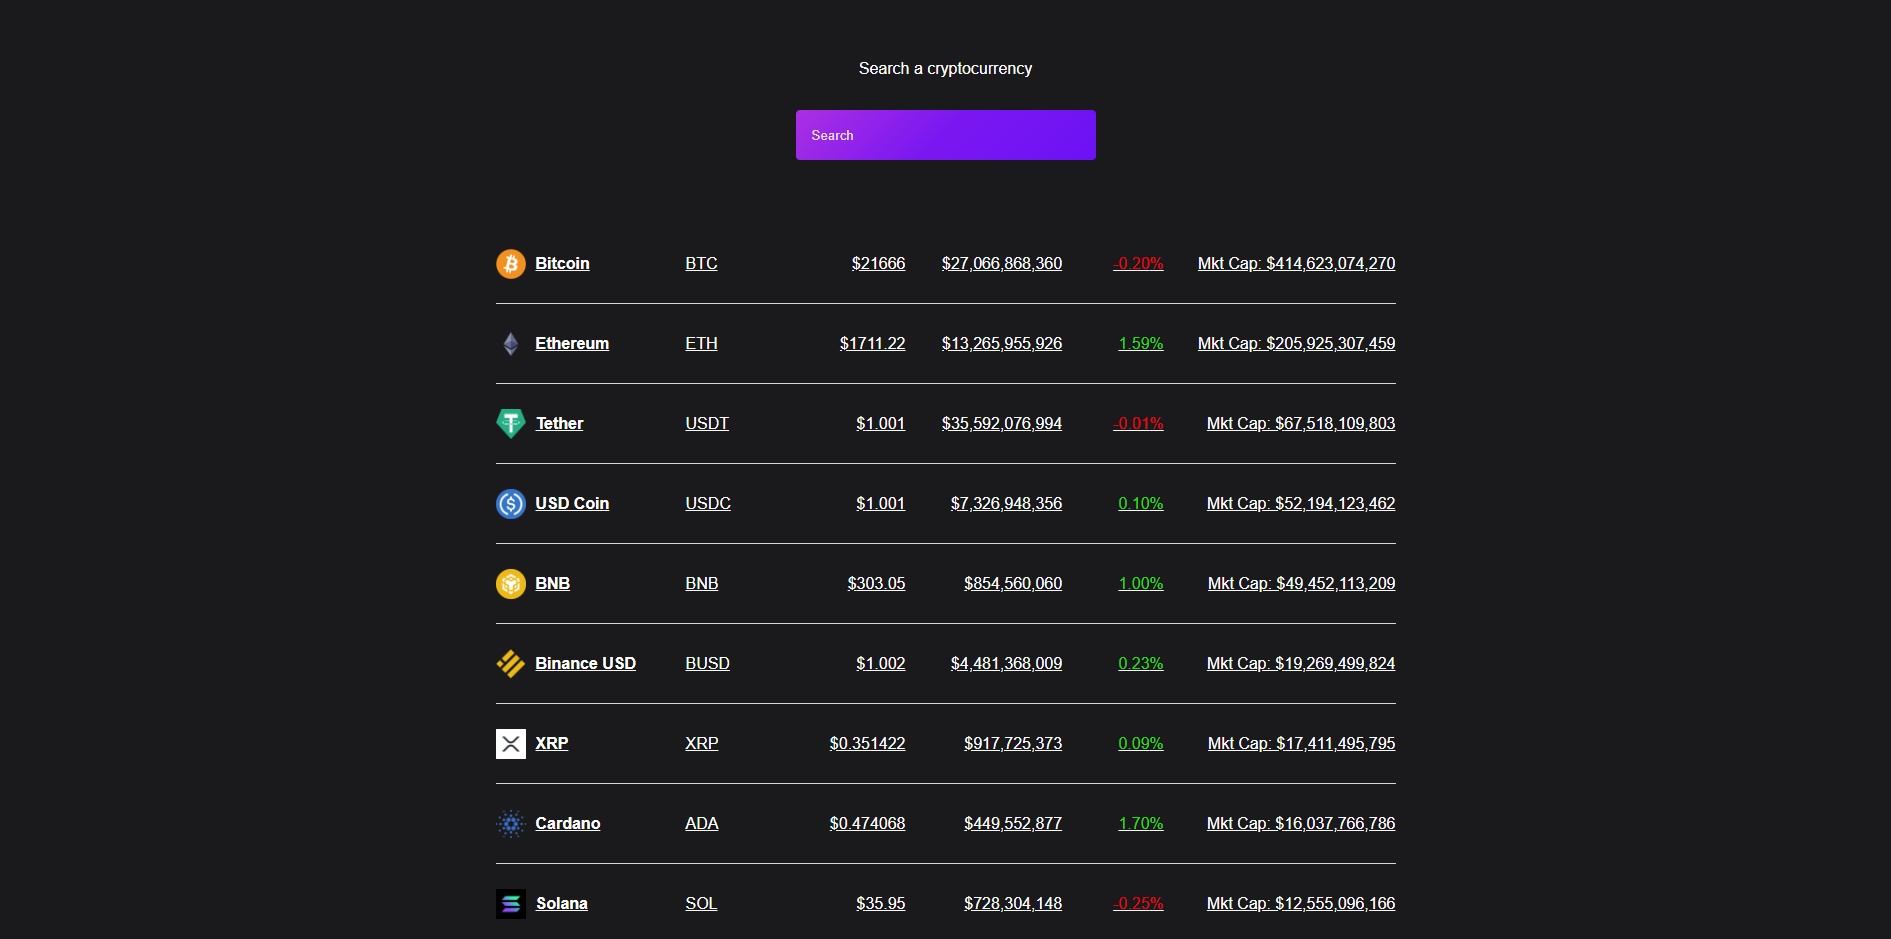 Search a cryptocurrency
Search
Bitcoin BTC $21666 $27,066,868,360 -0.20% Mkt Cap: $414,623,074,270
Ethereum ETH $1711.22 $13,265,955,926 1.59% Mkt Cap: $205,925,307,459
Tether USDT $1.001 $35,592,076,994 -0.01% Mkt Cap: $67,518,109,803
USD Coin USDC $1.001 $7,326,948,356 0.10% Mkt Cap: $52,194,123,462
BNB BNB $303.05 $854,560,060 1.00% Mkt Cap: $49,452,113,209
Binance USD BUSD $1.002 $4,481,368,009 0.23% Mkt Cap: $19,269,499,824
XRP XRP $0.351422 $917,725,373 0.09% Mkt Cap: $17,411,495,795
Cardano ADA $0.474068 $449,552,877 1.70% Mkt Cap: $16,037,766,786
Solana SOL $35.95 $728,304,148 -0.25% Mkt Cap: $12,555,096,166